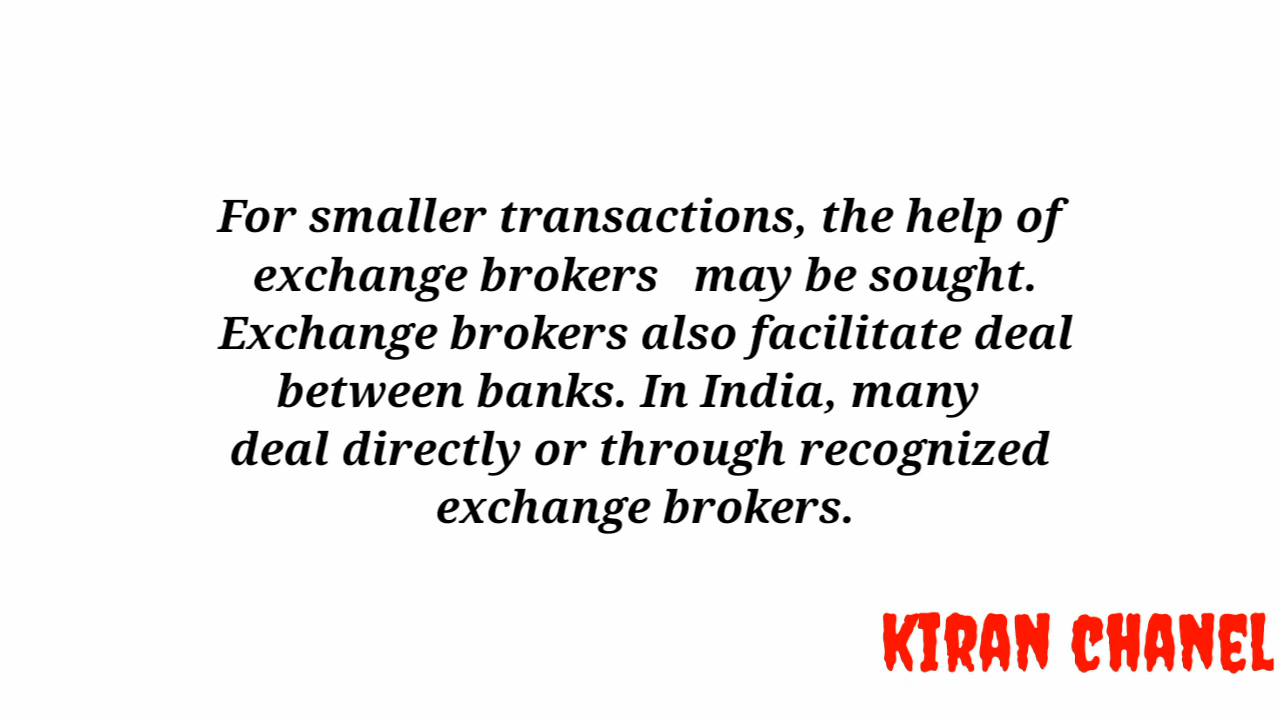 For smaller transactions, the help of
exchange brokers may be sought.
Exchange brokers also facilitate deal
between banks. In India, many
deal directly or through recognized
exchange brokers.
KIRAN CHANEL